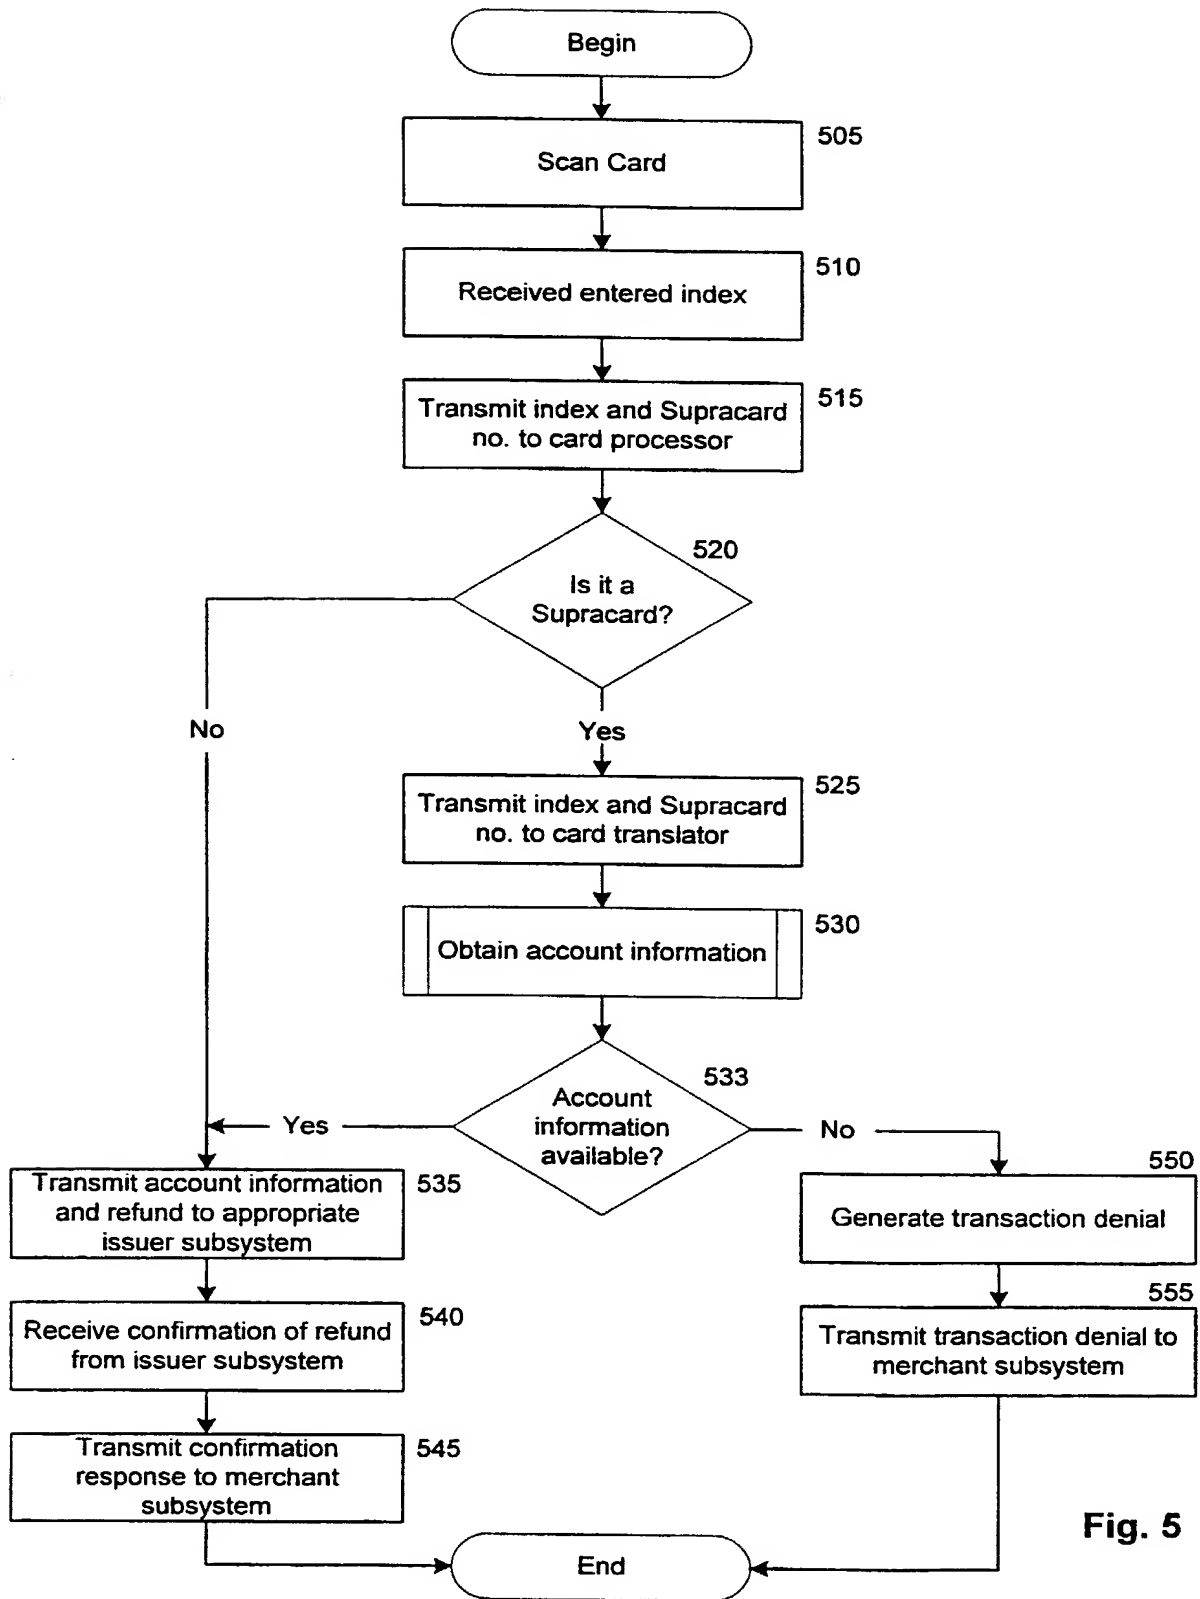 Begin
505
Scan Card
510
Received entered index
515
Transmit index and Supracard
no. to card processor
520
Is it a
Supracard?
No
Yes
525
Transmit index and Supracard
no. to card translator
530
Obtain account information
533
Account
information
available?
Yes
No
535
Transmit account information
and refund to appropriate
issuer subsystem
550
Generate transaction denial
540
Receive confirmation of refund
from issuer subsystem
555
Transmit transaction denial to
merchant subsystem
545
Transmit confirmation
response to merchant
subsystem
Fig. 5
End